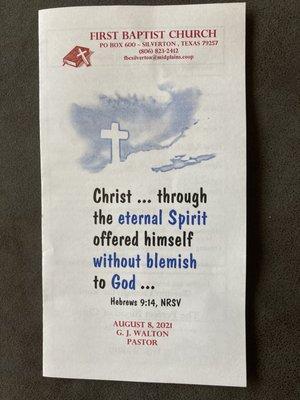 FIRST BAPTIST CHURCH
PO BOX 600 - SILVERTON , TEXAS 79257
(806) 823-2412
fbcsilverton@midplains.coop
Christ ... through
the eternal Spirit
offered himself
without blemish
to God ...
Hebrews 9:14, NRSV
AUGUST 8, 2021
G. J. WALTON
PASTOR